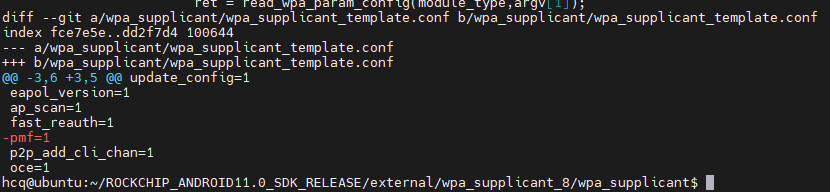 ret = read_wpa_param_config(module_type,argv[1]);
diff --git a/wpa_supplicant/wpa_supplicant_template.conf b/wpa_supplicant/wpa_supplicant_template.conf
index fce7e5e..dd2f7d4 100644
--- a/wpa_supplicant/wpa_supplicant_template.conf
+++ b/wpa_supplicant/wpa_supplicant_template.conf
@@ -3,6 +3,5 @@ update_config=1
 eapol_version=1
 ap_scan=1
 fast_reauth=1
-pmf=1
 p2p_add_cli_chan=1
 oce=1
hcq@ubuntu:~/ROCKCHIP_ANDROID11.0_SDK_RELEASE/external/wpa_supplicant_8/wpa_supplicant$